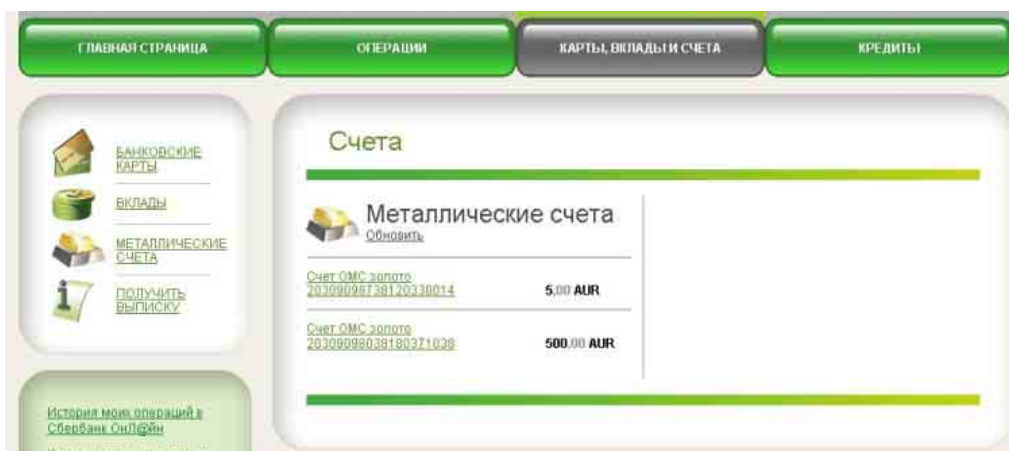 ГЛАВНАЯ СТРАНИЦА
ОПЕРАЦИИ
КАРТЫ, ВКЛАДЫ И СЧЕТА
КРЕДИТЫ
БАНКОВСКИЕ
КАРТЫ
ВКЛАДЫ
МЕТАЛЛИЧЕСКИЕ
СЧЕТА
ПОЛУЧИТЬ
ВЫПИСКУ
История моих операций в
Сбербанк ОнЛ@йн
Счета
Металлические счета
Обновить
Счет ОМС золото
20309098738120330014
5,00 AUR
Счет ОМС золото
20309098038180371038
500,00 AUR